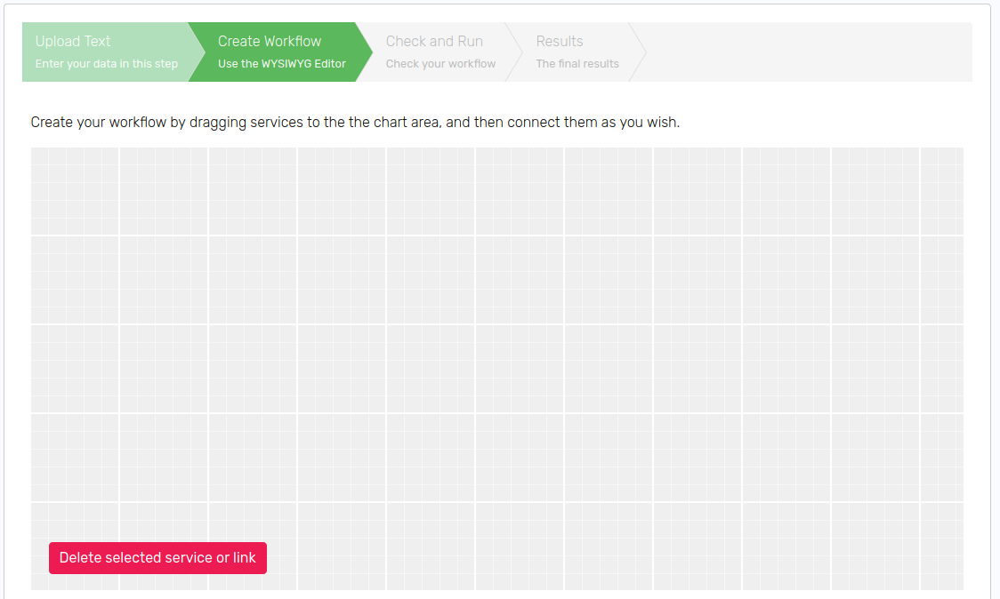 Upload Text
Enter your data in this step
Create Workflow
Use the WYSIWYG Editor
Check and Run
Check your workflow
Results
The final results
Create your workflow by dragging services to the the chart area, and then connect them as you wish.
Delete selected service or link